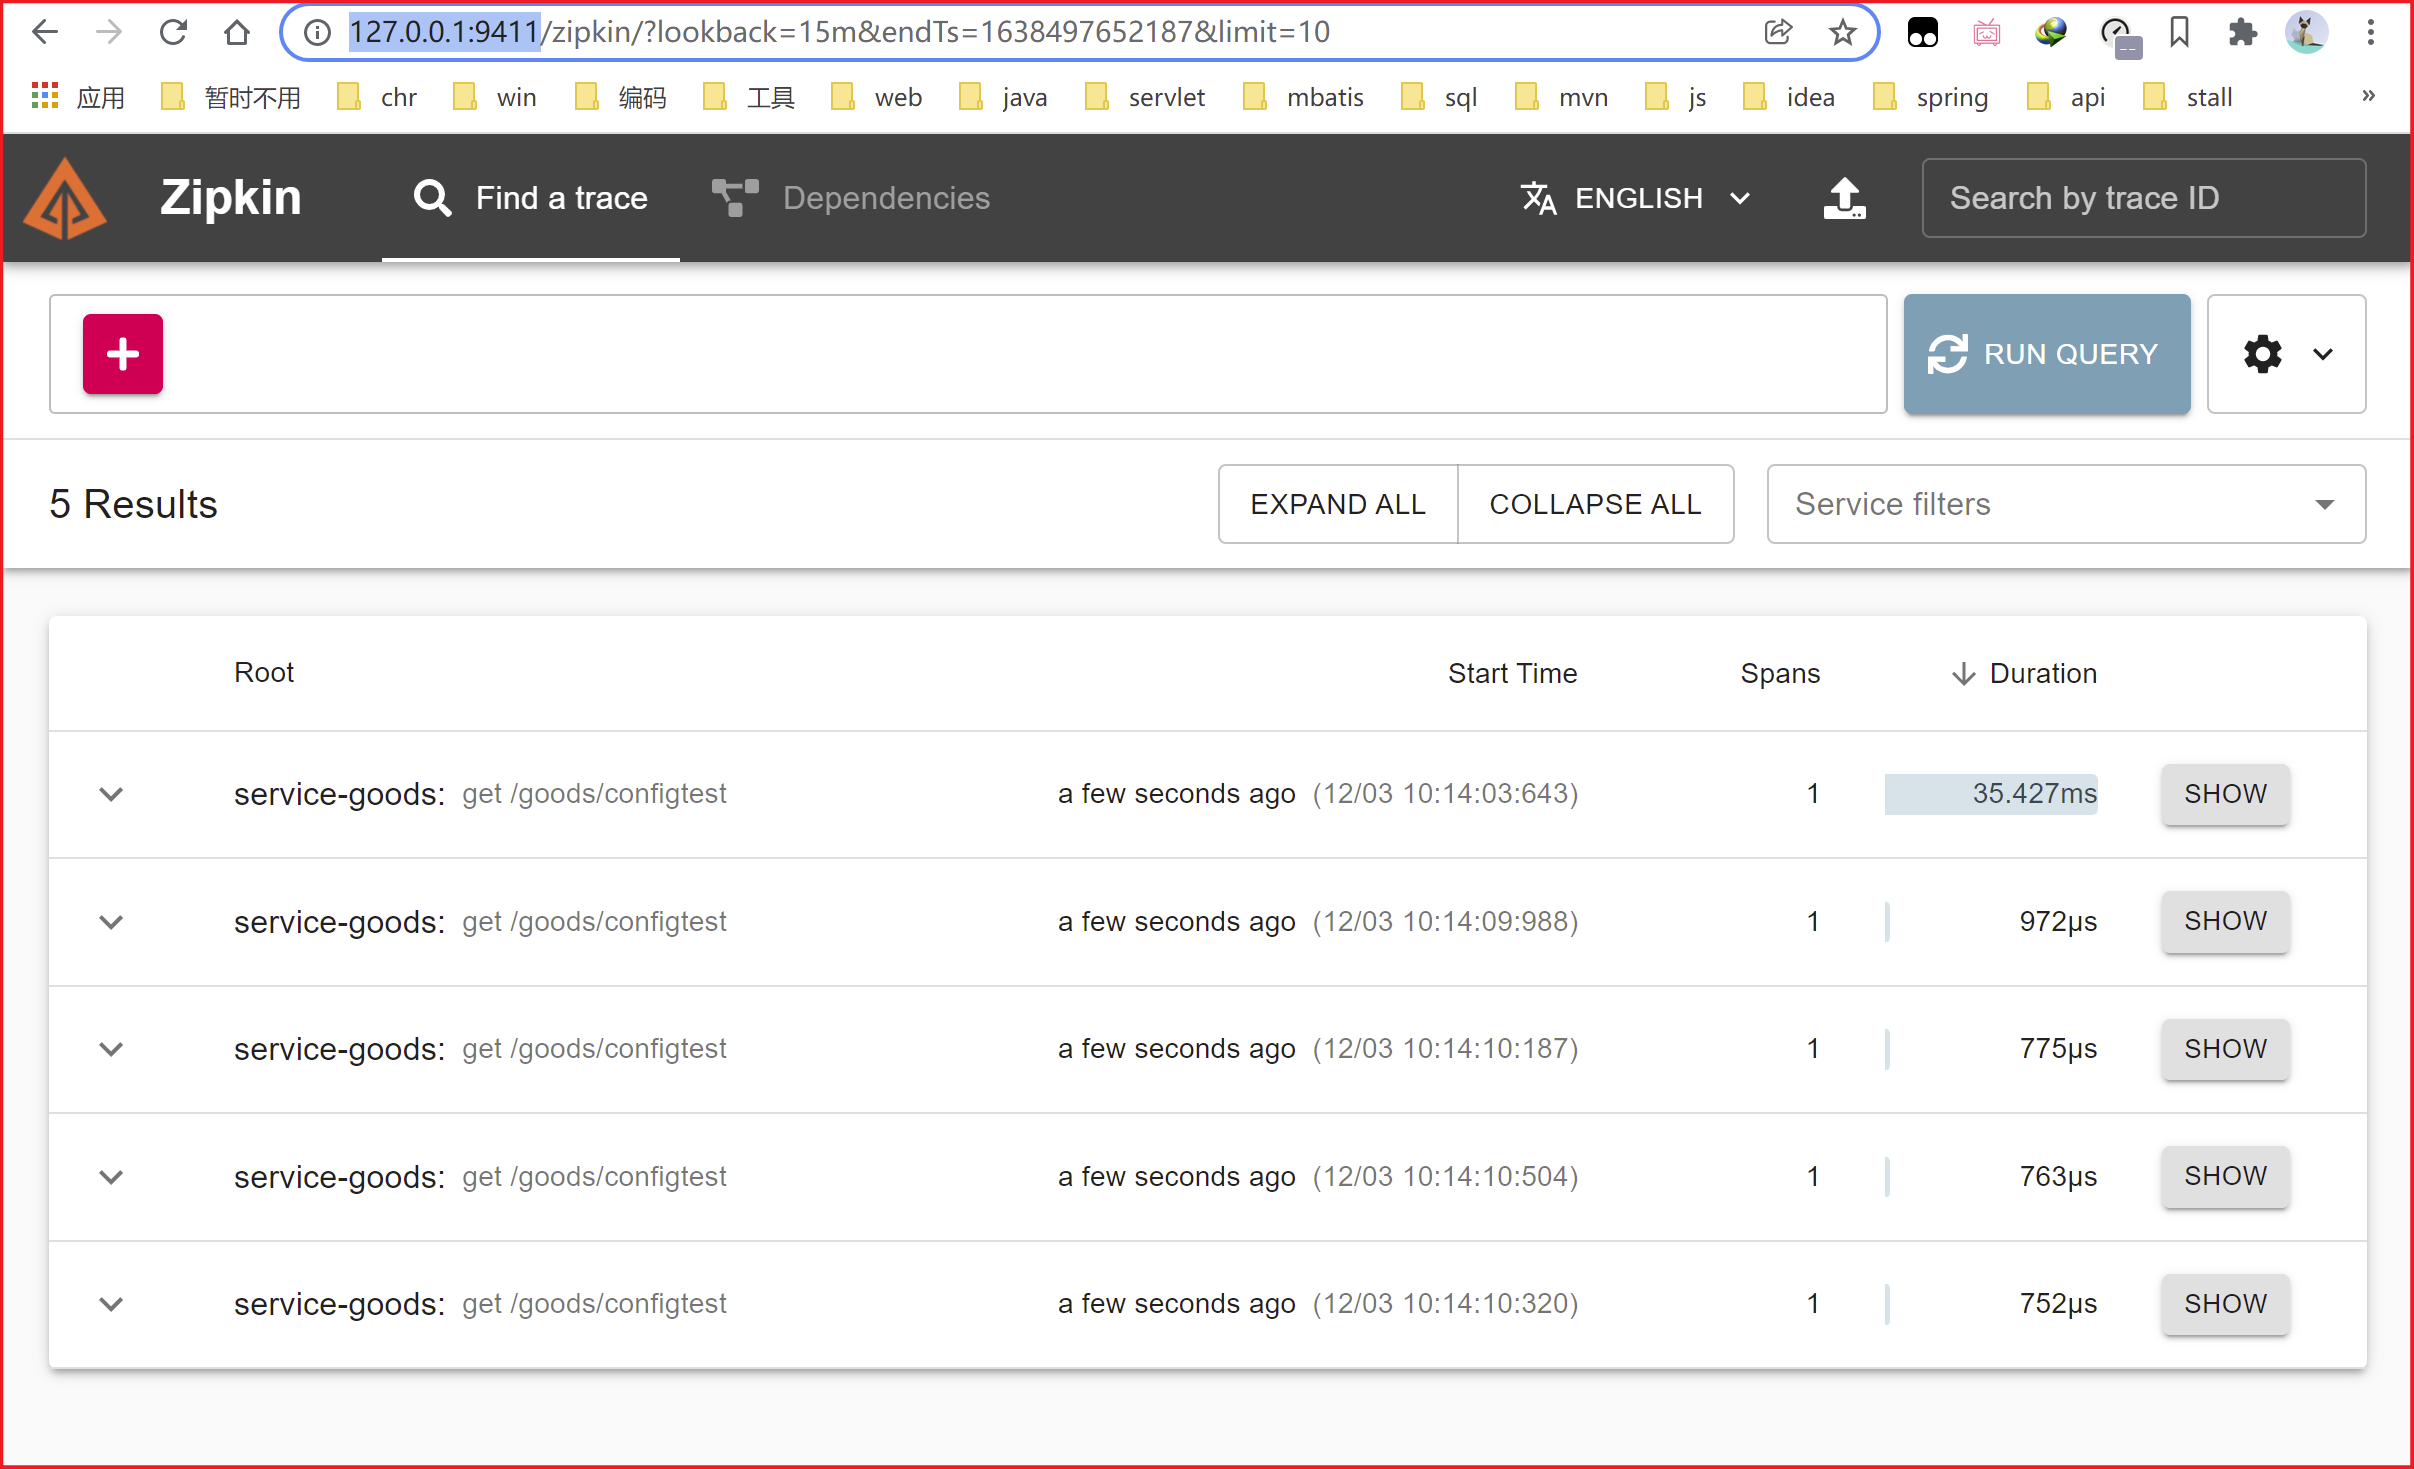 127.0.0.1:9411/zipkin/?lookback=15m&endTs=1638497652187&limit=10
应用 暂时不用 chr win 编码 工具 web java servlet mbatis sql mvn js idea spring api stall »
Zipkin Find a trace Dependencies ENGLISH Search by trace ID
RUN QUERY
5 Results EXPAND ALL COLLAPSE ALL Service filters
Root Start Time Spans Duration
service-goods: get /goods/configtest a few seconds ago (12/03 10:14:03:643) 1 35.427ms SHOW
service-goods: get /goods/configtest a few seconds ago (12/03 10:14:09:988) 1 972μs SHOW
service-goods: get /goods/configtest a few seconds ago (12/03 10:14:10:187) 1 775μs SHOW
service-goods: get /goods/configtest a few seconds ago (12/03 10:14:10:504) 1 763μs SHOW
service-goods: get /goods/configtest a few seconds ago (12/03 10:14:10:320) 1 752μs SHOW